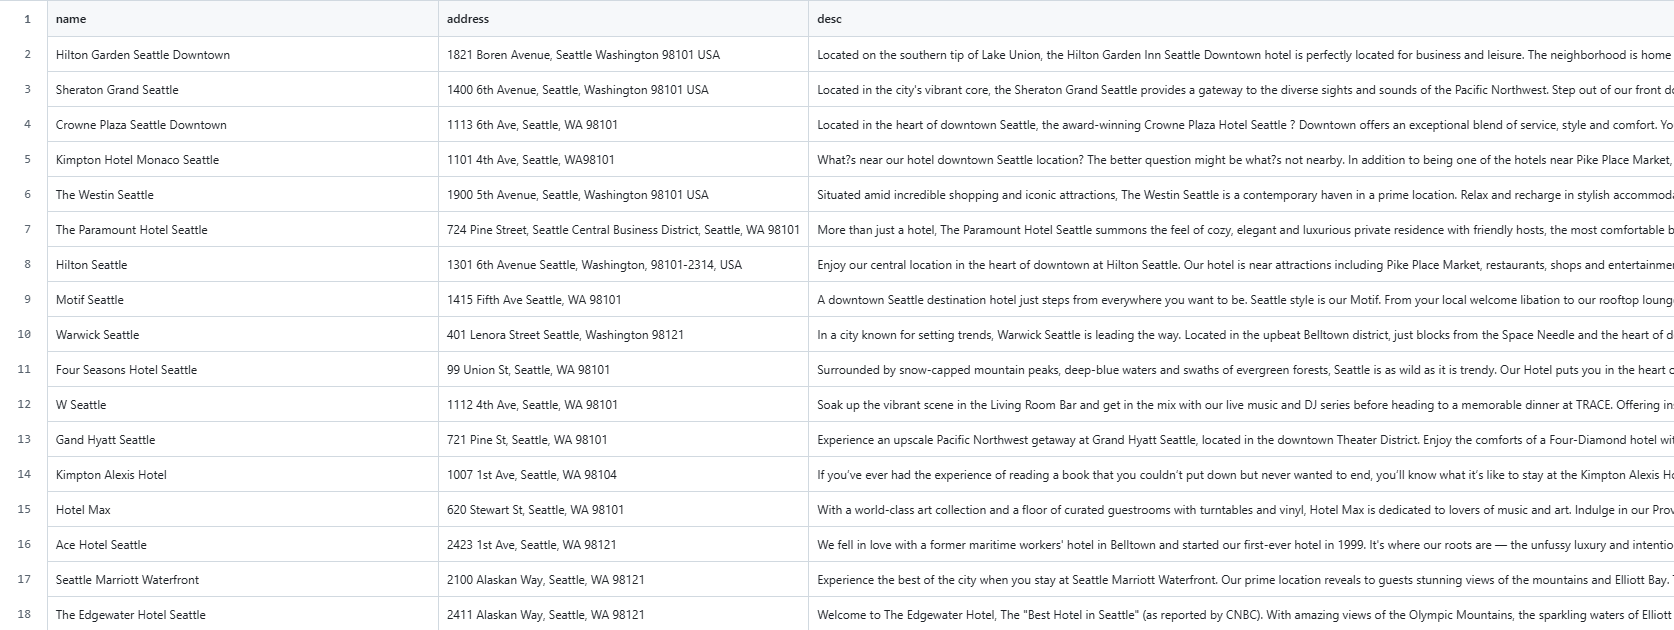 1 name address desc
2 Hilton Garden Seattle Downtown 1821 Boren Avenue, Seattle Washington 98101 USA Located on the southern tip of Lake Union, the Hilton Garden Inn Seattle Downtown hotel is perfectly located for business and leisure. The neighborhood is home
3 Sheraton Grand Seattle 1400 6th Avenue, Seattle, Washington 98101 USA Located in the city's vibrant core, the Sheraton Grand Seattle provides a gateway to the diverse sights and sounds of the Pacific Northwest. Step out of our front
4 Crowne Plaza Seattle Downtown 1113 6th Ave, Seattle, WA 98101 Located in the heart of downtown Seattle, the award-winning Crowne Plaza Hotel Seattle ? Downtown offers an exceptional blend of service, style and comfort.
5 Kimpton Hotel Monaco Seattle 1101 4th Ave, Seattle, WA98101 What?s near our hotel downtown Seattle location? The better question might be what?s not nearby. In addition to being one of the hotels near Pike Place Market,
6 The Westin Seattle 1900 5th Avenue, Seattle, Washington 98101 USA Situated amid incredible shopping and iconic attractions, The Westin Seattle is a contemporary haven in a prime location. Relax and recharge in stylish
7 The Paramount Hotel Seattle 724 Pine Street, Seattle Central Business District, Seattle, WA 98101 More than just a hotel, The Paramount Hotel Seattle summons the feel of cozy, elegant and luxurious private residence with friendly hosts, the most comfortable
8 Hilton Seattle 1301 6th Avenue Seattle, Washington, 98101-2314, USA Enjoy our central location in the heart of downtown at Hilton Seattle. Our hotel is near attractions including Pike Place Market, restaurants, shops and
9 Motif Seattle 1415 Fifth Ave Seattle, WA 98101 A downtown Seattle destination hotel just steps from everywhere you want to be. Seattle style is our Motif. From your local welcome libation to our rooftop
10 Warwick Seattle 401 Lenora Street Seattle, Washington 98121 In a city known for setting trends, Warwick Seattle is leading the way. Located in the upbeat Belltown district, just blocks from the Space Needle and the heart of
11 Four Seasons Hotel Seattle 99 Union St, Seattle, WA 98101 Surrounded by snow-capped mountain peaks, deep-blue waters and swaths of evergreen forests, Seattle is as wild as it is trendy. Our Hotel puts you in the heart
12 W Seattle 1112 4th Ave, Seattle, WA 98101 Soak up the vibrant scene in the Living Room Bar and get in the mix with our live music and DJ series before heading to a memorable dinner at TRACE. Offering
13 Gand Hyatt Seattle 721 Pine St, Seattle, WA 98101 Experience an upscale Pacific Northwest getaway at Grand Hyatt Seattle, located in the downtown Theater District. Enjoy the comforts of a Four-Diamond hotel
14 Kimpton Alexis Hotel 1007 1st Ave, Seattle, WA 98104 If you’ve ever had the experience of reading a book that you couldn’t put down but never wanted to end, you’ll know what it’s like to stay at the Kimpton Alexis
15 Hotel Max 620 Stewart St, Seattle, WA 98101 With a world-class art collection and a floor of curated guestrooms with turntables and vinyl, Hotel Max is dedicated to lovers of music and art. Indulge in our
16 Ace Hotel Seattle 2423 1st Ave, Seattle, WA 98121 We fell in love with a former maritime workers' hotel in Belltown and started our first-ever hotel in 1999. It's where our roots are — the unfussy luxury and
17 Seattle Marriott Waterfront 2100 Alaskan Way, Seattle, WA 98121 Experience the best of the city when you stay at Seattle Marriott Waterfront. Our prime location reveals to guests stunning views of the mountains and Elliott Bay.
18 The Edgewater Hotel Seattle 2411 Alaskan Way, Seattle, WA 98121 Welcome to The Edgewater Hotel, The "Best Hotel in Seattle" (as reported by CNBC). With amazing views of the Olympic Mountains, the sparkling waters of Elliott